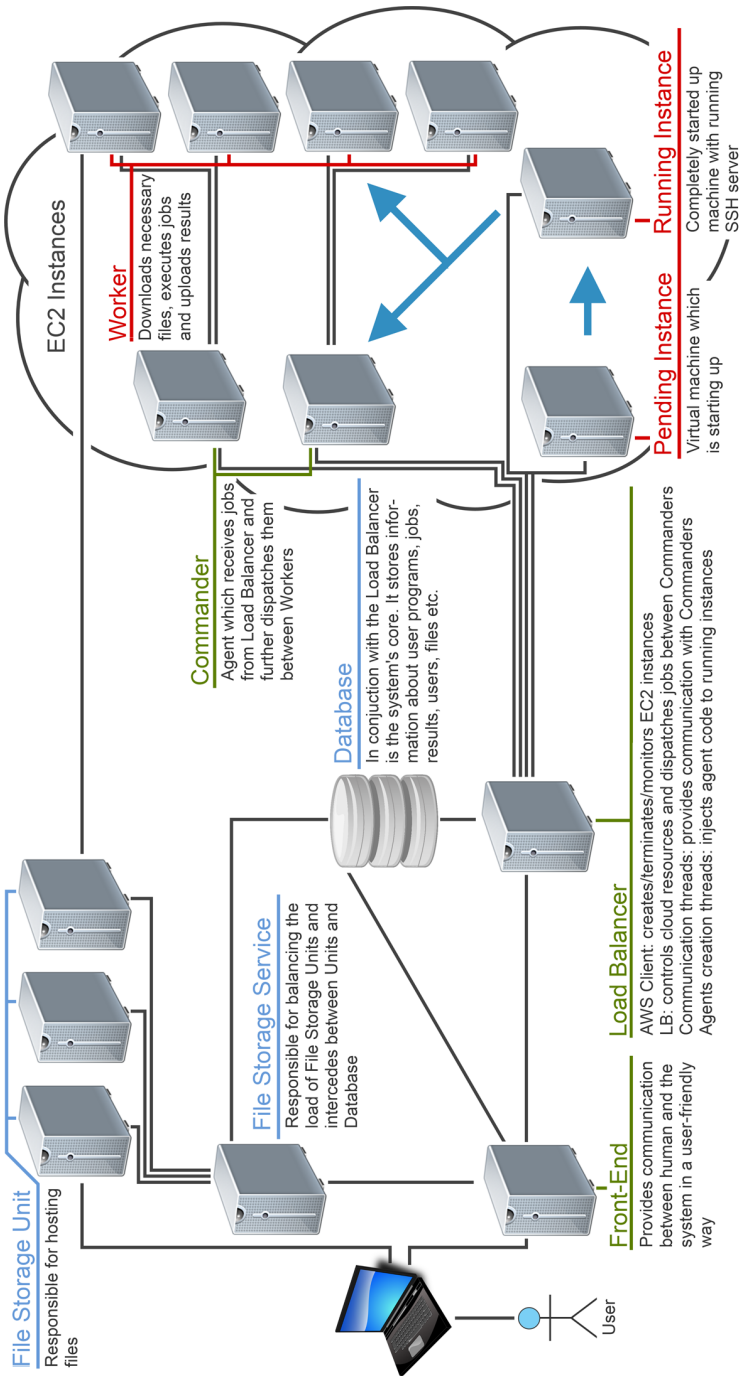 File Storage Unit
Responsible for hosting
files
EC2 Instances
Worker
Downloads necessary
files, executes jobs
and uploads results
Commander
Agent which receives jobs
from Load Balancer and
further dispatches them
between Workers
File Storage Service
Responsible for balancing the
load of File Storage Units and
intercedes between Units and
Database
Database
In conjuction with the Load Balancer
is the system's core. It stores infor-
mation about user programs, jobs,
results, users, files etc.
User
Front-End
Provides communication
between human and the
system in a user-friendly
way
Load Balancer
AWS Client: creates/terminates/monitors EC2 instances
LB: controls cloud resources and dispatches jobs between Commanders
Communication threads: provides communication with Commanders
Agents creation threads: injects agent code to running instances
Pending Instance
Virtual machine which
is starting up
Running Instance
Completely started up
machine with running
SSH server